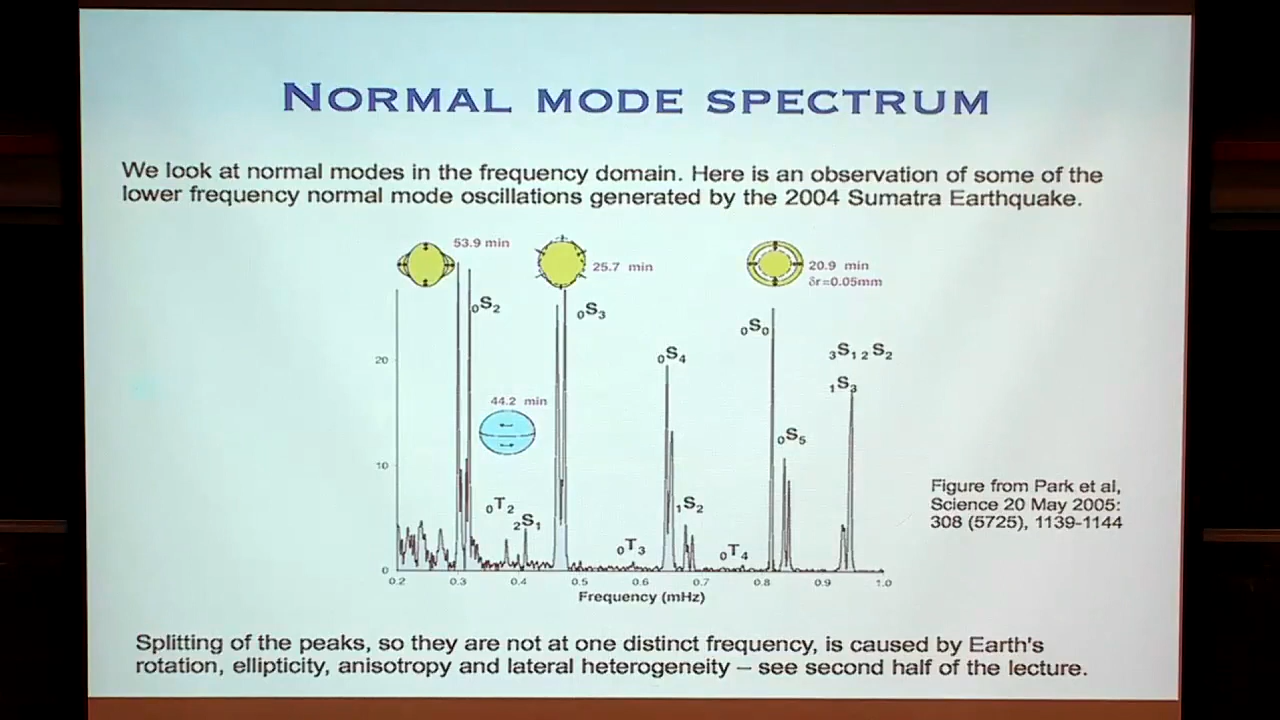 NORMAL MODE SPECTRUM
We look at normal modes in the frequency domain. Here is an observation of some of the
lower frequency normal mode oscillations generated by the 2004 Sumatra Earthquake.
53.9 min
25.7 min
20.9 min
δr=0.05mm
0S2
0S3
0S0
0S4
3S1 2S2
1S3
20
44.2 min
0S5
10
0T2
2S1
1S2
0T3
0T4
0
0.2 0.3 0.4 0.5 0.6 0.7 0.8 0.9 1.0
Frequency (mHz)
Figure from Park et al,
Science 20 May 2005:
308 (5725), 1139-1144
Splitting of the peaks, so they are not at one distinct frequency, is caused by Earth's
rotation, ellipticity, anisotropy and lateral heterogeneity – see second half of the lecture.